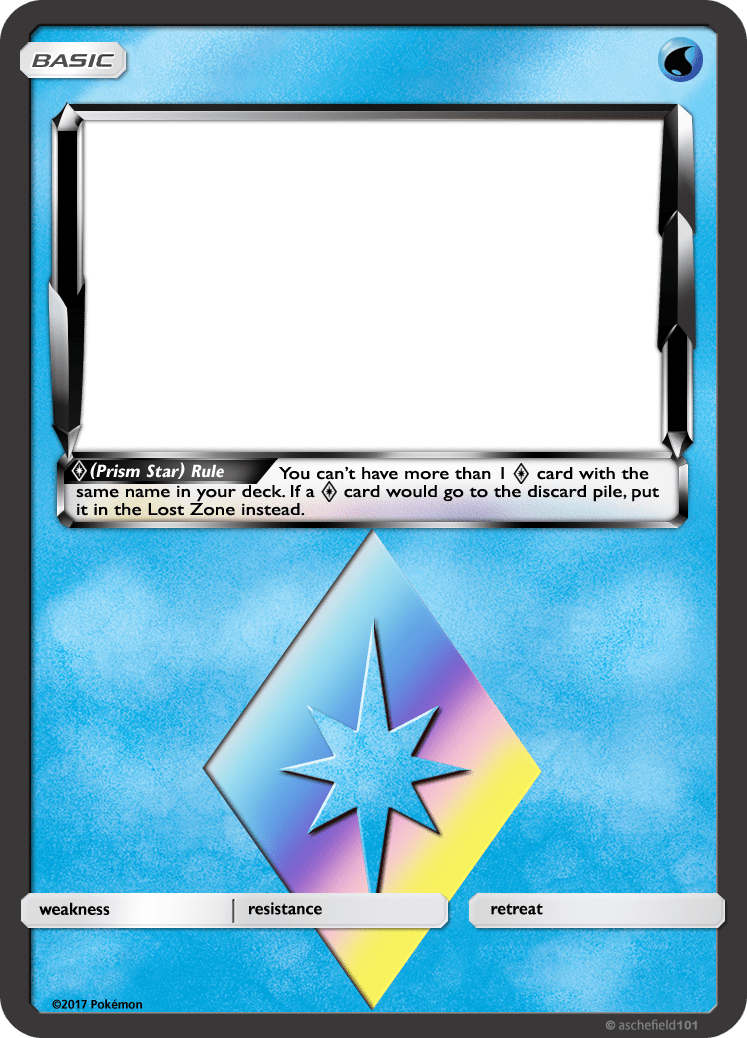 BASIC
(Prism Star) Rule You can't have more than 1 card with the
same name in your deck. If a card would go to the discard pile, put
it in the Lost Zone instead.
weakness resistance retreat
©2017 Pokémon
© aschefield101